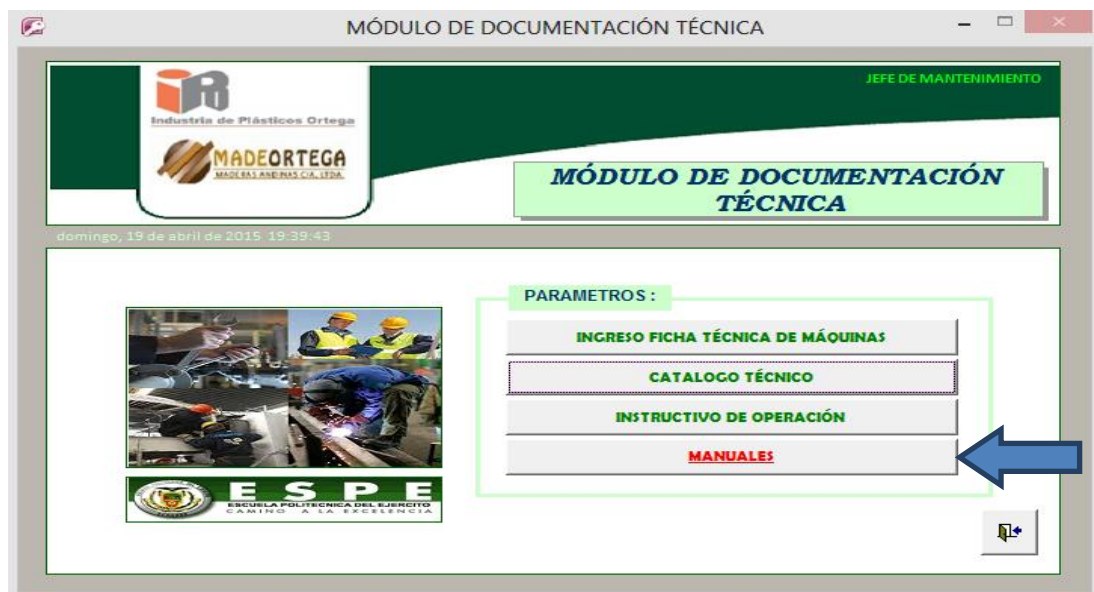 MÓDULO DE DOCUMENTACIÓN TÉCNICA
JEFE DE MANTENIMIENTO
Industria de Plásticos Ortega
MADEORTEGA
MADERAS ANDINAS CIA. LTDA.
MÓDULO DE DOCUMENTACIÓN
TÉCNICA
domingo, 19 de abril de 2015 19:39:43
PARAMETROS :
INGRESO FICHA TÉCNICA DE MÁQUINAS
CATALOGO TÉCNICO
INSTRUCTIVO DE OPERACIÓN
MANUALES
ESPE
ESCUELA POLITECNICA DEL EJERCITO
CAMINO A LA EXCELENCIA